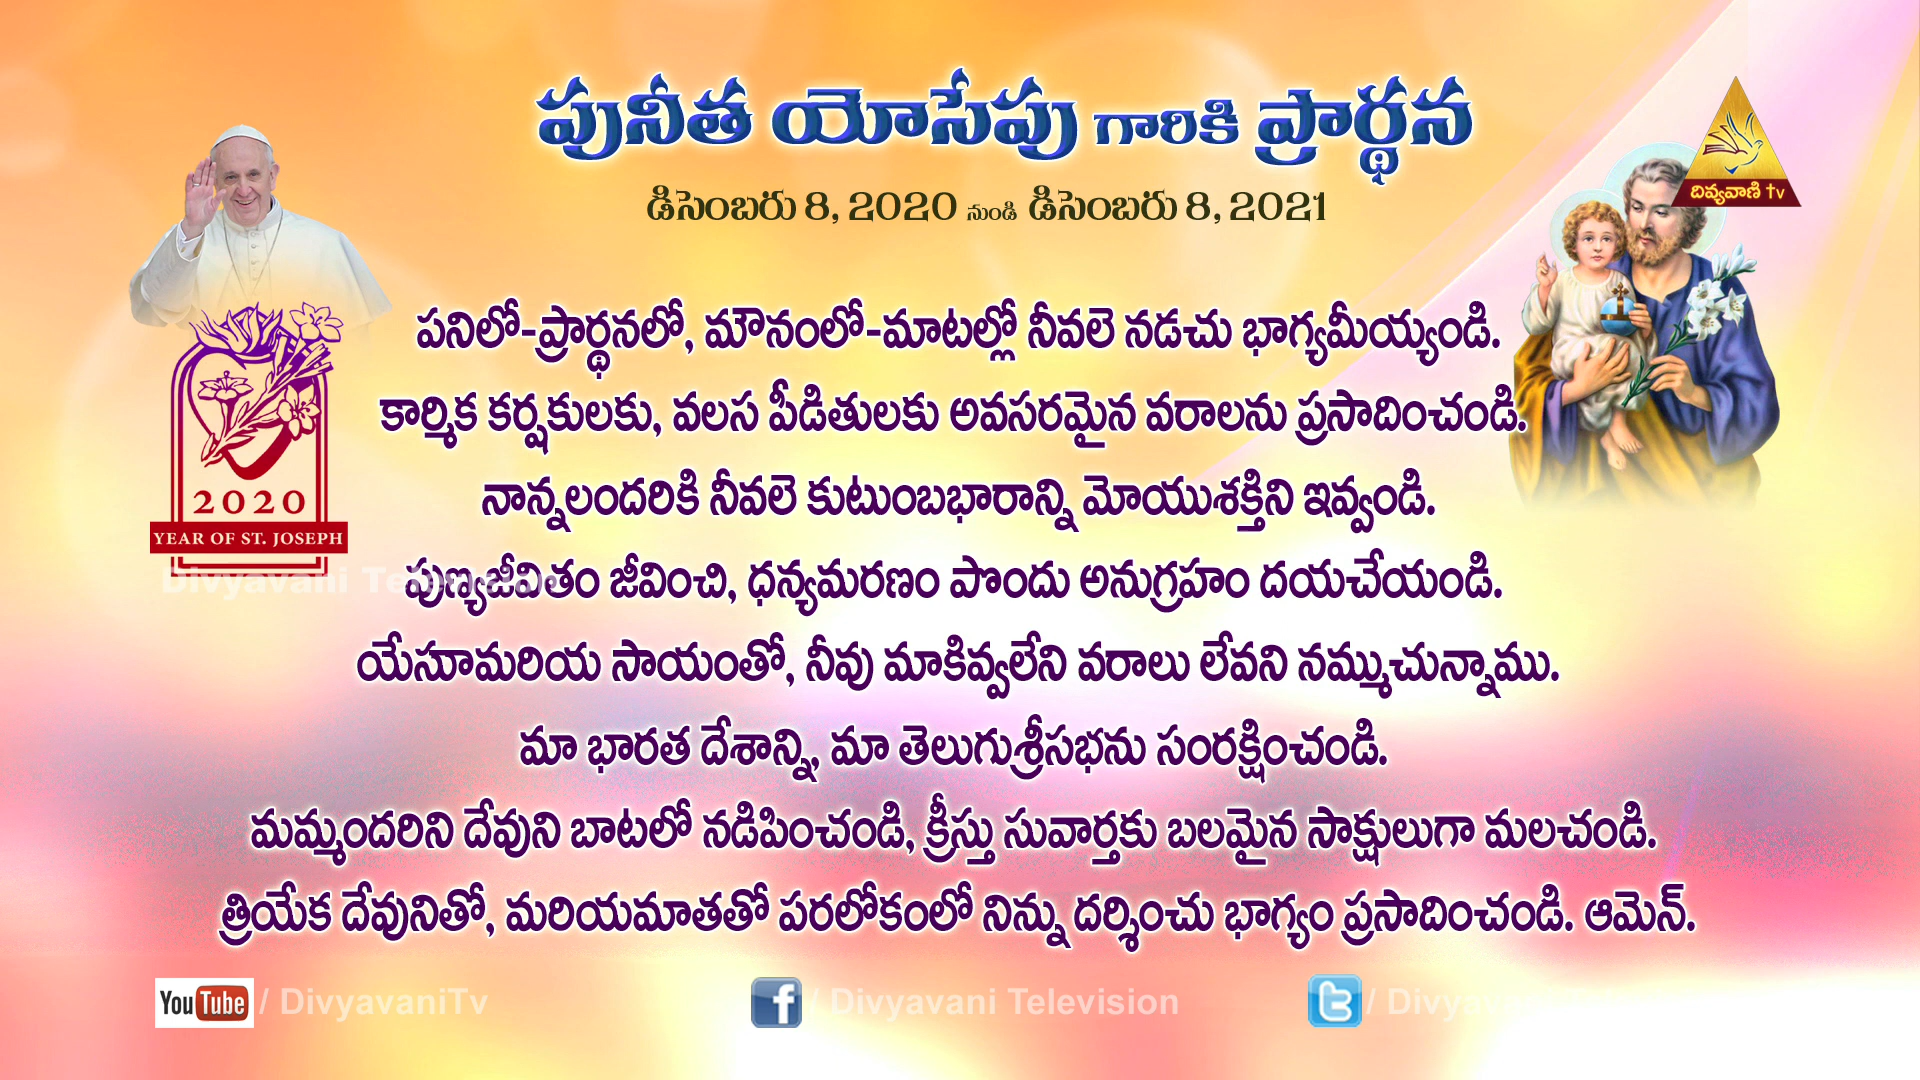 పునీత యోసేపు గారికి ప్రార్థన
డిసెంబరు 8, 2020 నుండి డిసెంబరు 8, 2021
దివ్యవాణి tv
పనిలో-ప్రార్థనలో, మౌనంలో-మాటల్లో నీవలె నడచు భాగ్యమీయ్యండి.
కార్మిక కర్షకులకు, వలస పీడితులకు అవసరమైన వరాలను ప్రసాదించండి.
నాన్నలందరికి నీవలె కుటుంబభారాన్ని మోయుశక్తిని ఇవ్వండి.
2020
YEAR OF ST. JOSEPH
Divyavani Television
పుణ్యజీవితం జీవించి, ధన్యమరణం పొందు అనుగ్రహం దయచేయండి.
యేసూమరియ సాయంతో, నీవు మాకివ్వలేని వరాలు లేవని నమ్ముచున్నాము.
మా భారత దేశాన్ని, మా తెలుగుశ్రీసభను సంరక్షించండి.
మమ్మందరిని దేవుని బాటలో నడిపించండి, క్రీస్తు సువార్తకు బలమైన సాక్షులుగా మలచండి.
త్రియేక దేవునితో, మరియమాతతో పరలోకంలో నిన్ను దర్శించు భాగ్యం ప్రసాదించండి. ఆమెన్.
YouTube / DivyavaniTv
f / Divyavani Television
t /